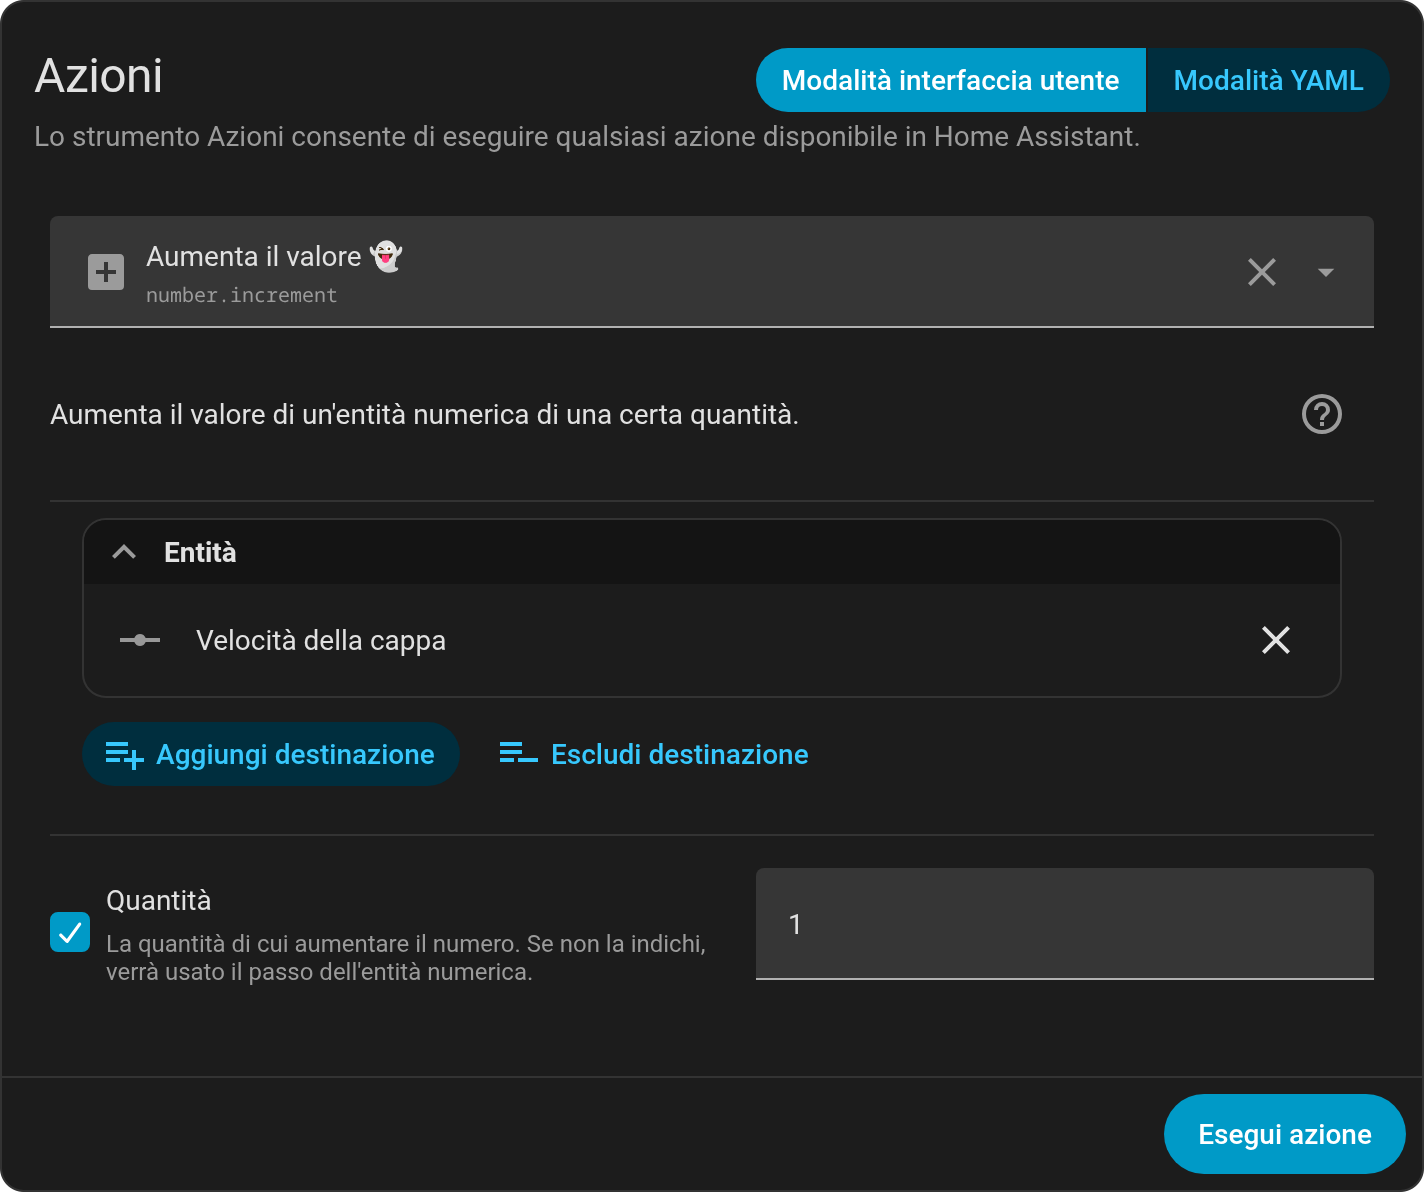 Azioni
Modalità interfaccia utente
Modalità YAML
Lo strumento Azioni consente di eseguire qualsiasi azione disponibile in Home Assistant.
Aumenta il valore 👻
number.increment
Aumenta il valore di un'entità numerica di una certa quantità.
Entità
Velocità della cappa
Aggiungi destinazione
Escludi destinazione
Quantità
La quantità di cui aumentare il numero. Se non la indichi,
verrà usato il passo dell'entità numerica.
1
Esegui azione